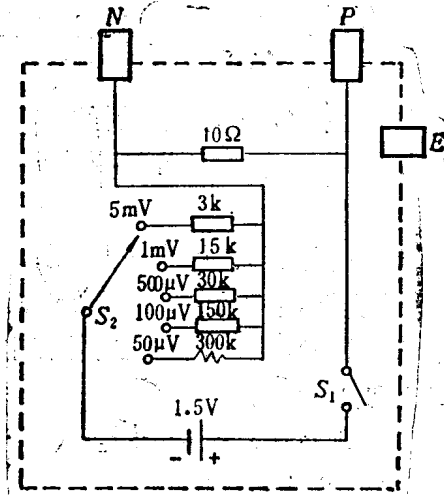 N P
E
10Ω
5mV 3k
1mV 15k
500μV 30k
100μV 150k
50μV 300k
S₂
S₁
1.5V
- +